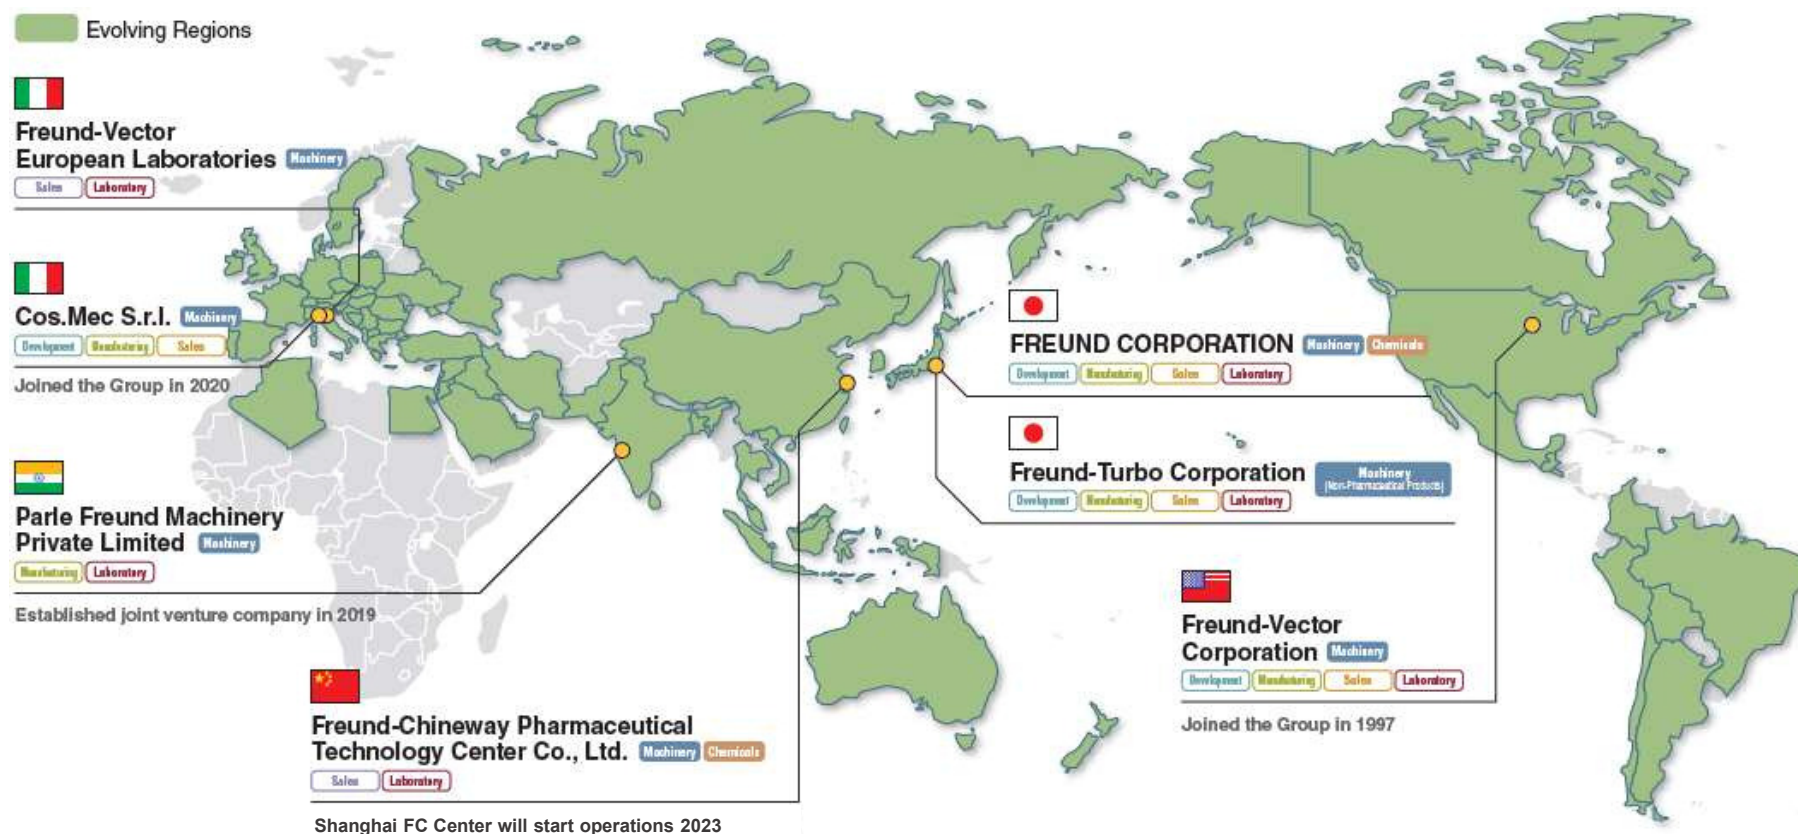 Evolving Regions
Freund-Vector
European Laboratories Machinery
Sales Laboratory
Cos.Mec S.r.l. Machinery
Development Manufacturing Sales
Joined the Group in 2020
Parle Freund Machinery
Private Limited Machinery
Manufacturing Laboratory
Established joint venture company in 2019
Freund-Chineway Pharmaceutical
Technology Center Co., Ltd. Machinery Chemicals
Sales Laboratory
Shanghai FC Center will start operations 2023
FREUND CORPORATION Machinery Chemicals
Development Manufacturing Sales Laboratory
Freund-Turbo Corporation Machinery
(Non-Pharmaceutical Products)
Development Manufacturing Sales Laboratory
Freund-Vector
Corporation Machinery
Development Manufacturing Sales Laboratory
Joined the Group in 1997